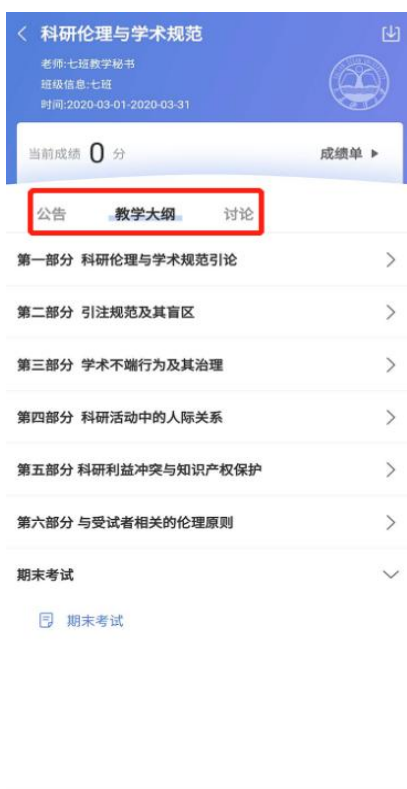 科研伦理与学术规范
老师:七班教学秘书
班级信息:七班
时间:2020-03-01-2020-03-31
当前成绩 0 分 成绩单
公告 教学大纲 讨论
第一部分 科研伦理与学术规范引论
第二部分 引注规范及其盲区
第三部分 学术不端行为及其治理
第四部分 科研活动中的人际关系
第五部分 科研利益冲突与知识产权保护
第六部分 与受试者相关的伦理原则
期末考试
期末考试